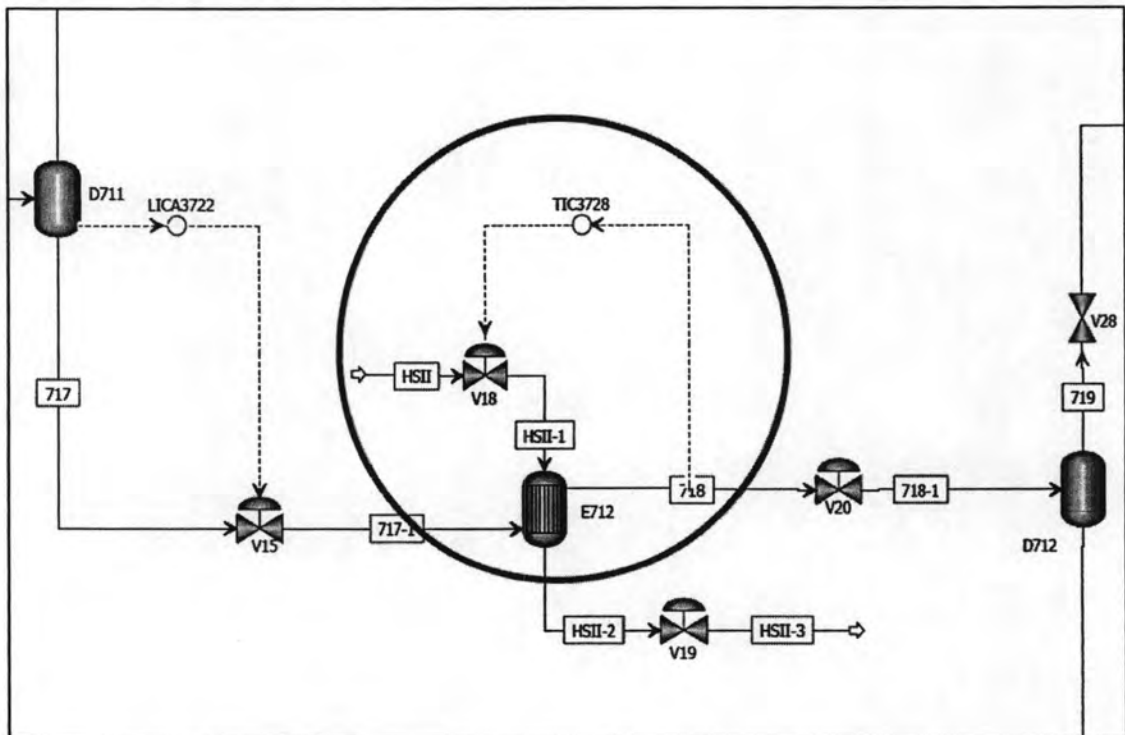 D711
LICA3722
TIC3728
V28
HSII
V18
717
719
HSII-1
718
718-1
E712
V20
717-1
V15
D712
HSII-2
HSII-3
V19